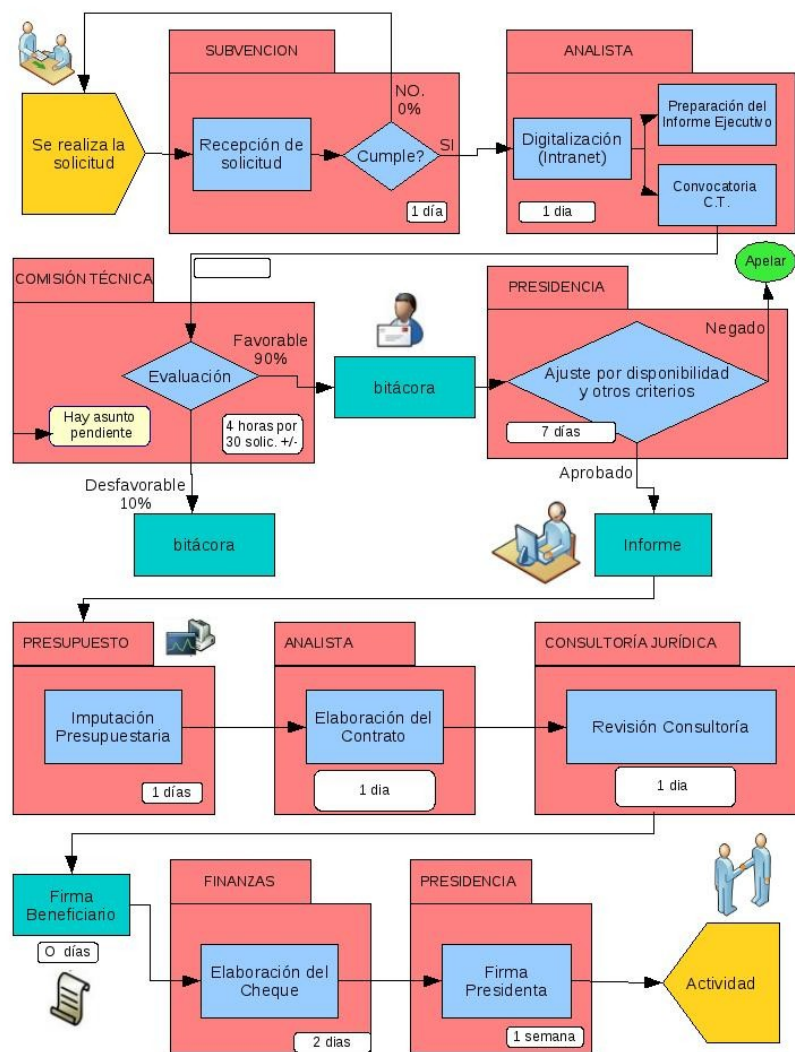 SUBVENCION
ANALISTA
NO.
0%
Se realiza la
solicitud
Recepción de
solicitud
Cumple?
SI
Digitalización
(Intranet)
Preparación del
Informe Ejecutivo
Convocatoria
C.T.
1 día
1 dia
COMISIÓN TÉCNICA
PRESIDENCIA
Apelar
Favorable
90%
Negado
Evaluación
bitácora
Ajuste por disponibilidad
y otros criterios
Hay asunto
pendiente
4 horas por
30 solic. +/-
7 días
Desfavorable
10%
Aprobado
bitácora
Informe
PRESUPUESTO
ANALISTA
CONSULTORÍA JURÍDICA
Imputación
Presupuestaria
Elaboración del
Contrato
Revisión Consultoría
1 días
1 dia
1 dia
FINANZAS
PRESIDENCIA
Firma
Beneficiario
O días
Elaboración del
Cheque
Firma
Presidenta
Actividad
2 dias
1 semana